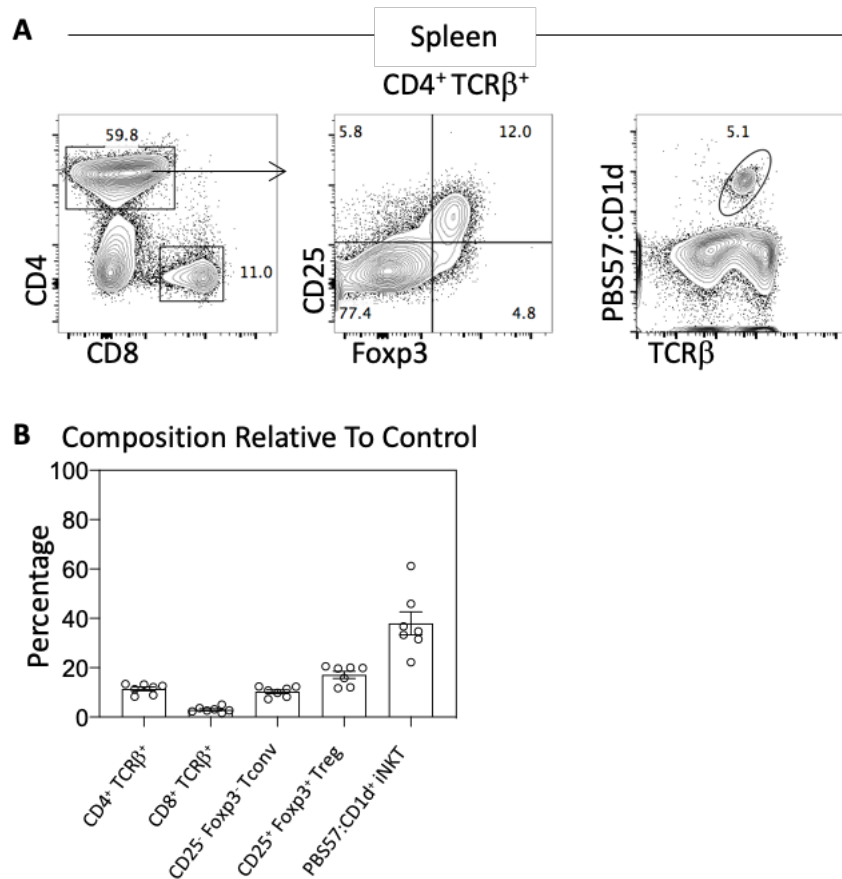 A
Spleen
CD4⁺ TCRβ⁺
59.8
11.0
CD4
CD8
5.8
12.0
77.4
4.8
CD25
Foxp3
5.1
PBS57:CD1d
TCRβ
B Composition Relative To Control
100
80
60
40
20
0
Percentage
CD4⁺ TCRβ⁺
CD8⁺ TCRβ⁺
CD25⁻ Foxp3⁻ Tconv
CD25⁺ Foxp3⁺ Treg
PBS57:CD1d⁺ iNKT